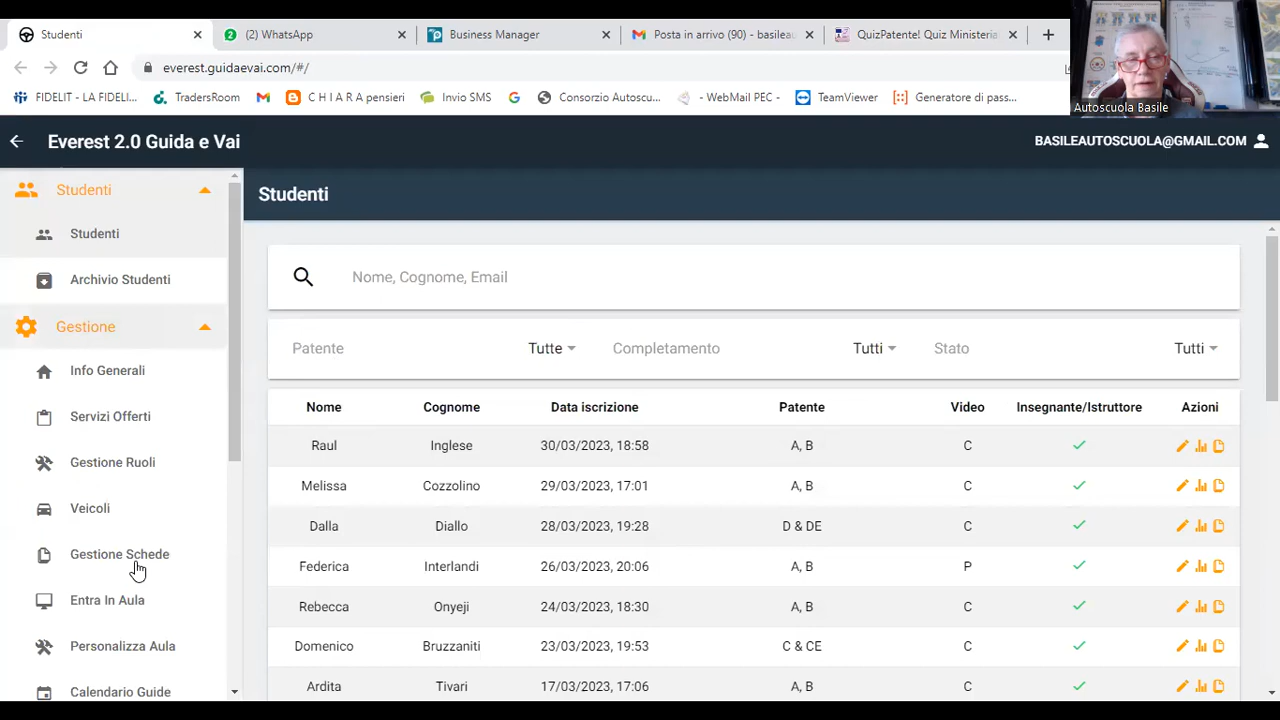 Studenti
(2) WhatsApp
Business Manager
Posta in arrivo (90) - basileau
QuizPatente! Quiz Ministeria
everest.guidaevai.com/#/
FIDELIT - LA FIDELI...
TradersRoom
C H I A R A pensieri
Invio SMS
Consorzio Autoscu...
- WebMail PEC -
TeamViewer
Generatore di pass...
Autoscuola Basile
Everest 2.0 Guida e Vai
BASILEAUTOSCUOLA@GMAIL.COM
Studenti
Studenti
Archivio Studenti
Gestione
Info Generali
Servizi Offerti
Gestione Ruoli
Veicoli
Gestione Schede
Entra In Aula
Personalizza Aula
Calendario Guide
Studenti
Nome, Cognome, Email
Patente Tutte Completamento Tutti Stato Tutti
Nome Cognome Data iscrizione Patente Video Insegnante/Istruttore Azioni
Raul Inglese 30/03/2023, 18:58 A, B C
Melissa Cozzolino 29/03/2023, 17:01 A, B C
Dalla Diallo 28/03/2023, 19:28 D & DE C
Federica Interlandi 26/03/2023, 20:06 A, B P
Rebecca Onyeji 24/03/2023, 18:30 A, B C
Domenico Bruzzaniti 23/03/2023, 19:53 C & CE C
Ardita Tivari 17/03/2023, 17:06 A, B C